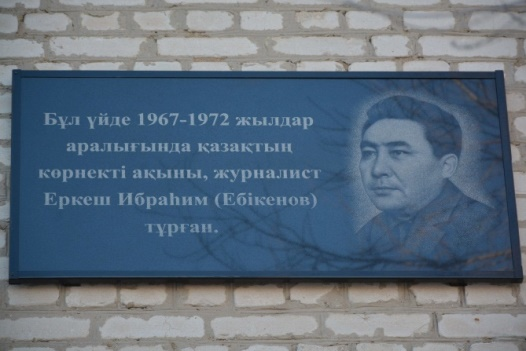 Бұл үйде 1967-1972 жылдар
аралығында қазақтың
көрнекті ақыны, журналист
Еркеш Ибраһим (Ебікенов)
тұрған.